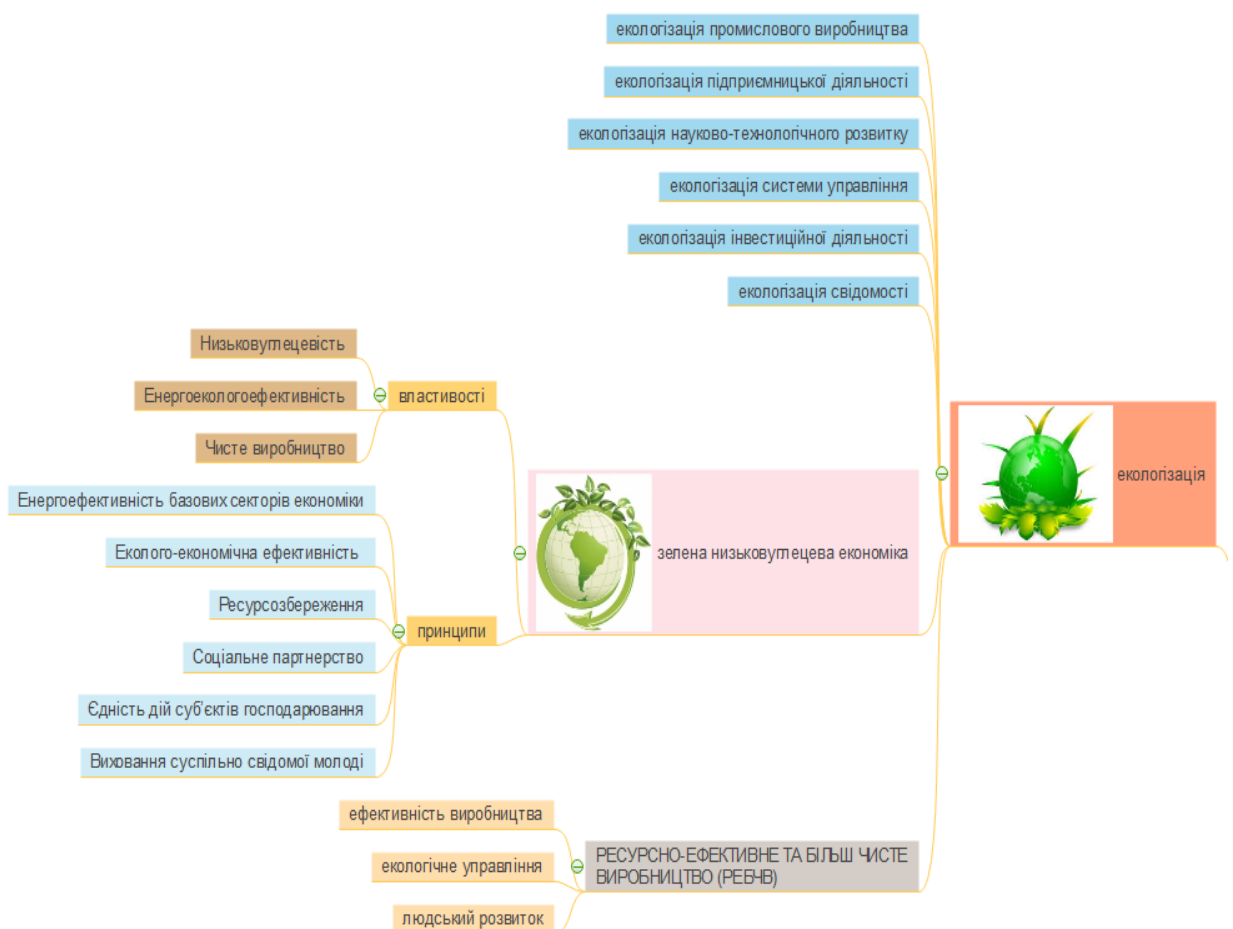 екологізація промислового виробництва
екологізація підприємницької діяльності
екологізація науково-технологічного розвитку
екологізація системи управління
екологізація інвестиційної діяльності
екологізація свідомості
Низьковуглецевість
Енергоекологоефективність
Чисте виробництво
властивості
Енергоефективність базових секторів економіки
Еколого-економічна ефективність
Ресурсозбереження
Соціальне партнерство
Єдність дій суб'єктів господарювання
Виховання суспільно свідомої молоді
принципи
зелена низьковуглецева економіка
екологізація
ефективність виробництва
екологічне управління
людський розвиток
РЕСУРСНО-ЕФЕКТИВНЕ ТА БІЛЬШ ЧИСТЕ
ВИРОБНИЦТВО (РЕБЧВ)